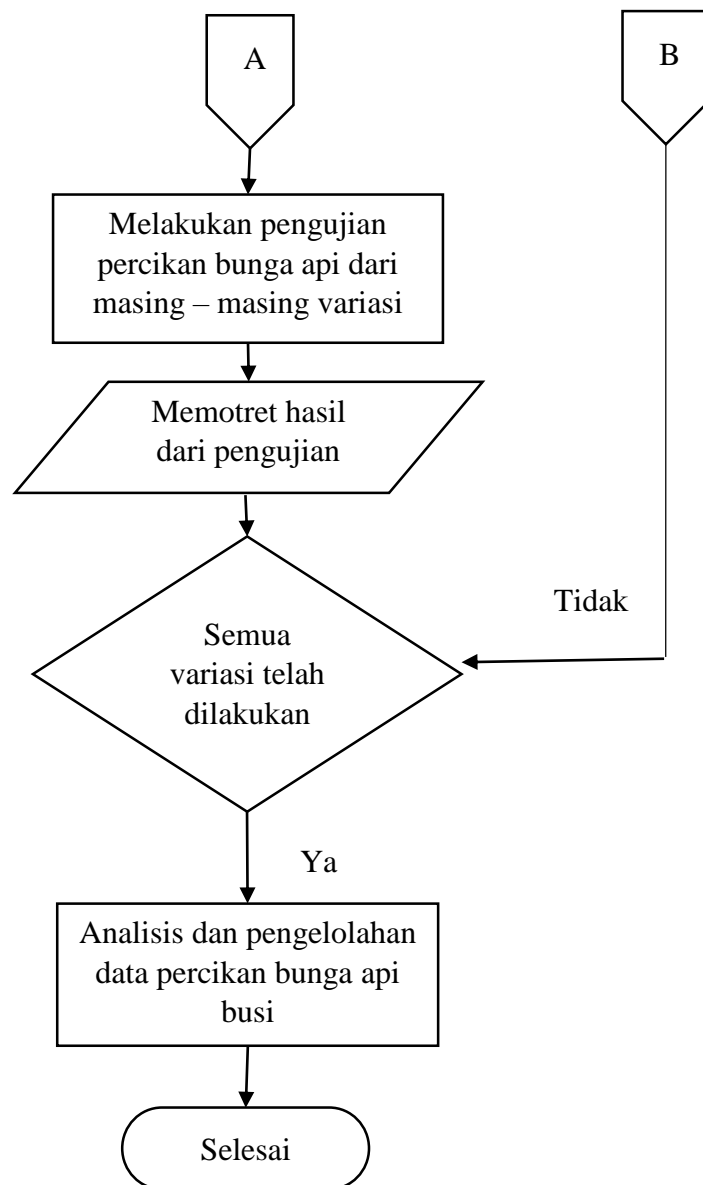 A
B
Melakukan pengujian
percikan bunga api dari
masing – masing variasi
Memotret hasil
dari pengujian
Tidak
Semua
variasi telah
dilakukan
Ya
Analisis dan pengelolahan
data percikan bunga api
busi
Selesai